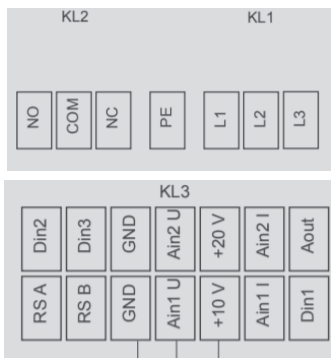 KL2 KL1
NO COM NC PE L1 L2 L3
KL3
Din2 Din3 GND Ain2 U +20 V Ain2 I Aout
RS A RS B GND Ain1 U +10 V Ain1 I Din1